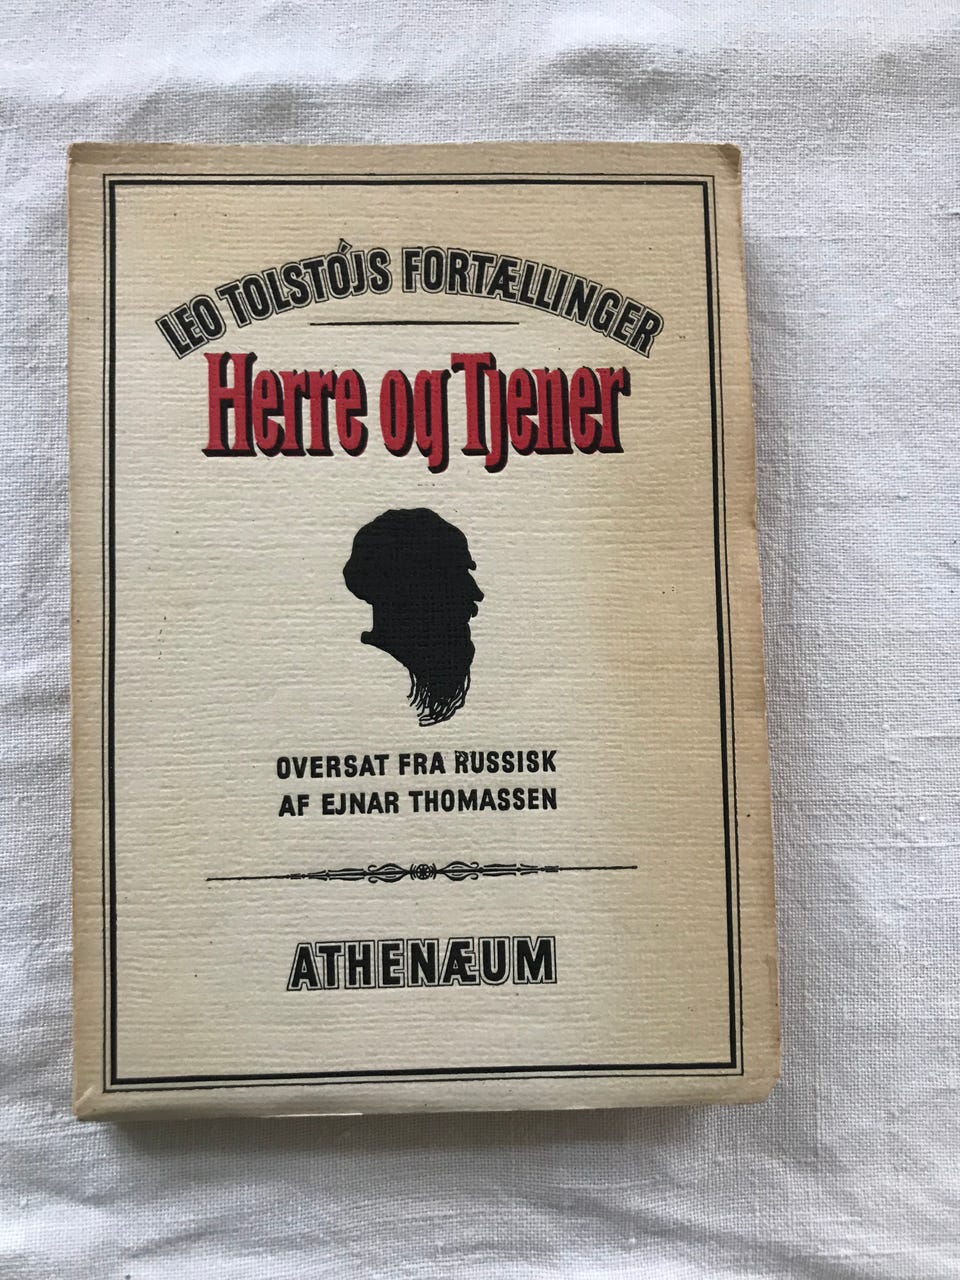 LEO TOLSTÓJS FORTÆLLINGER
Herre og Tjener
OVERSAT FRA RUSSISK
AF EJNAR THOMASSEN
ATHENÆUM